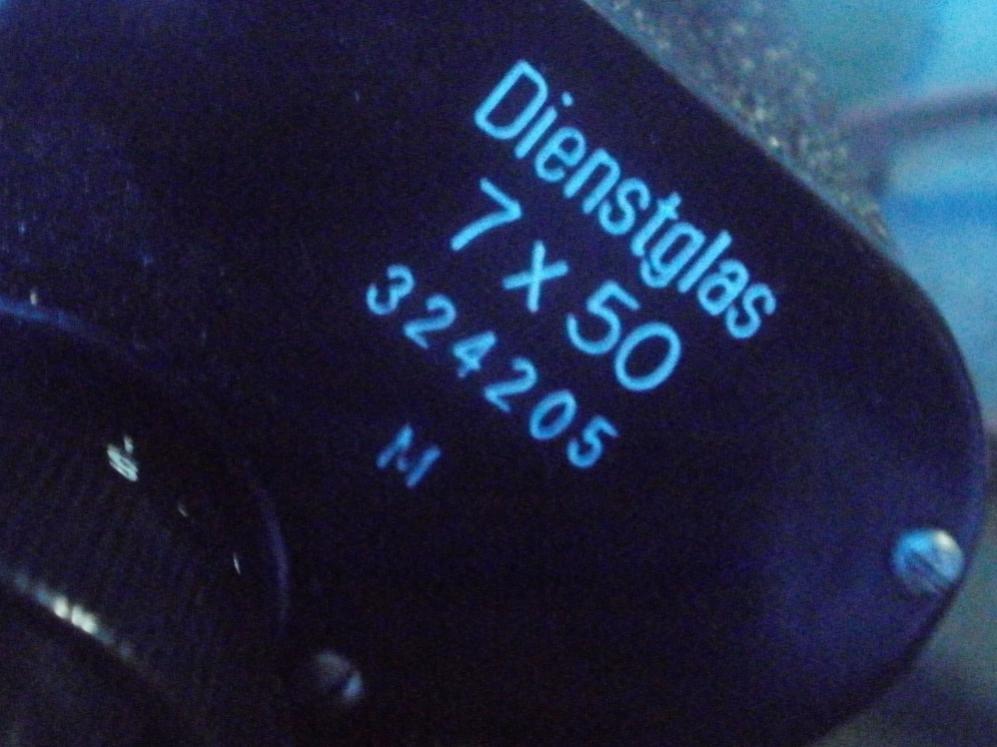 Dienstglas
7 x 50
324205
M